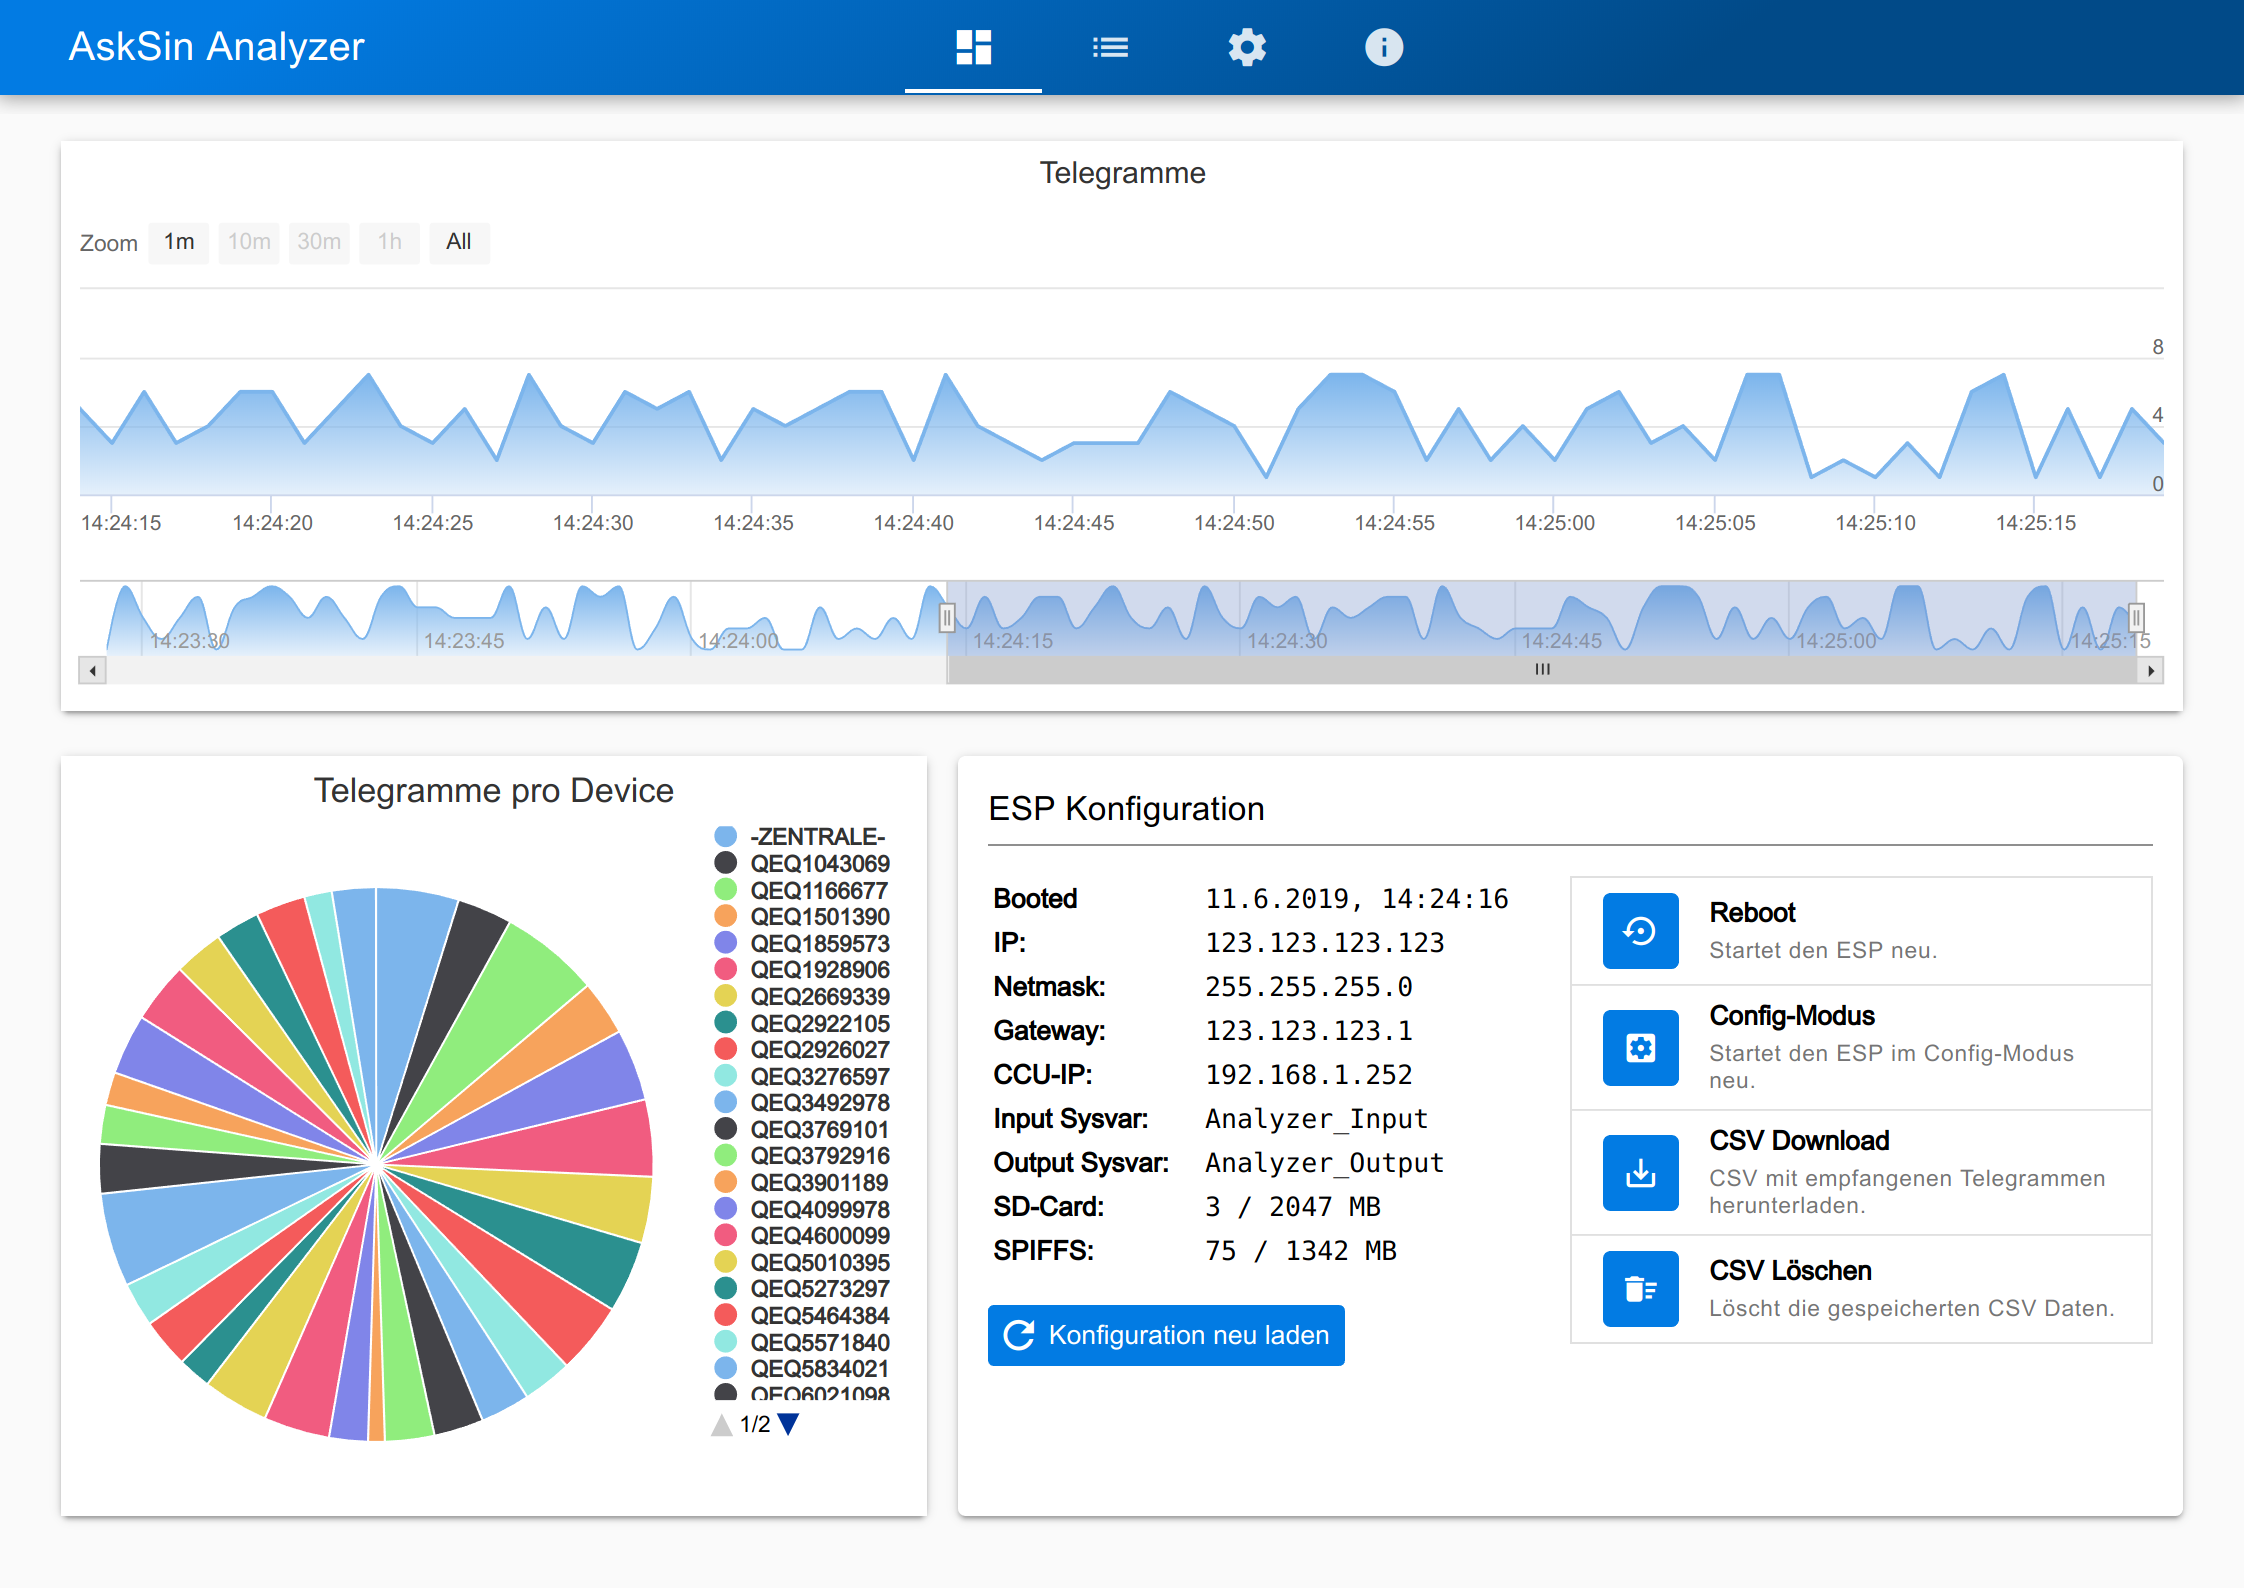 AskSin Analyzer
Telegramme
Zoom 1m 10m 30m 1h All
8
4
0
14:24:15 14:24:20 14:24:25 14:24:30 14:24:35 14:24:40 14:24:45 14:24:50 14:24:55 14:25:00 14:25:05 14:25:10 14:25:15
14:23:30 14:23:45 14:24:00 14:24:15 14:24:30 14:24:45 14:25:00 14:25:15
Telegramme pro Device
-ZENTRALE-
QEQ1043069
QEQ1166677
QEQ1501390
QEQ1859573
QEQ1928906
QEQ2669339
QEQ2922105
QEQ2926027
QEQ3276597
QEQ3492978
QEQ3769101
QEQ3792916
QEQ3901189
QEQ4099978
QEQ4600099
QEQ5010395
QEQ5273297
QEQ5464384
QEQ5571840
QEQ5834021
QEQ6021098
1/2
ESP Konfiguration
Booted 11.6.2019, 14:24:16
IP: 123.123.123.123
Netmask: 255.255.255.0
Gateway: 123.123.123.1
CCU-IP: 192.168.1.252
Input Sysvar: Analyzer_Input
Output Sysvar: Analyzer_Output
SD-Card: 3 / 2047 MB
SPIFFS: 75 / 1342 MB
Konfiguration neu laden
Reboot
Startet den ESP neu.
Config-Modus
Startet den ESP im Config-Modus
neu.
CSV Download
CSV mit empfangenen Telegrammen
herunterladen.
CSV Löschen
Löscht die gespeicherten CSV Daten.